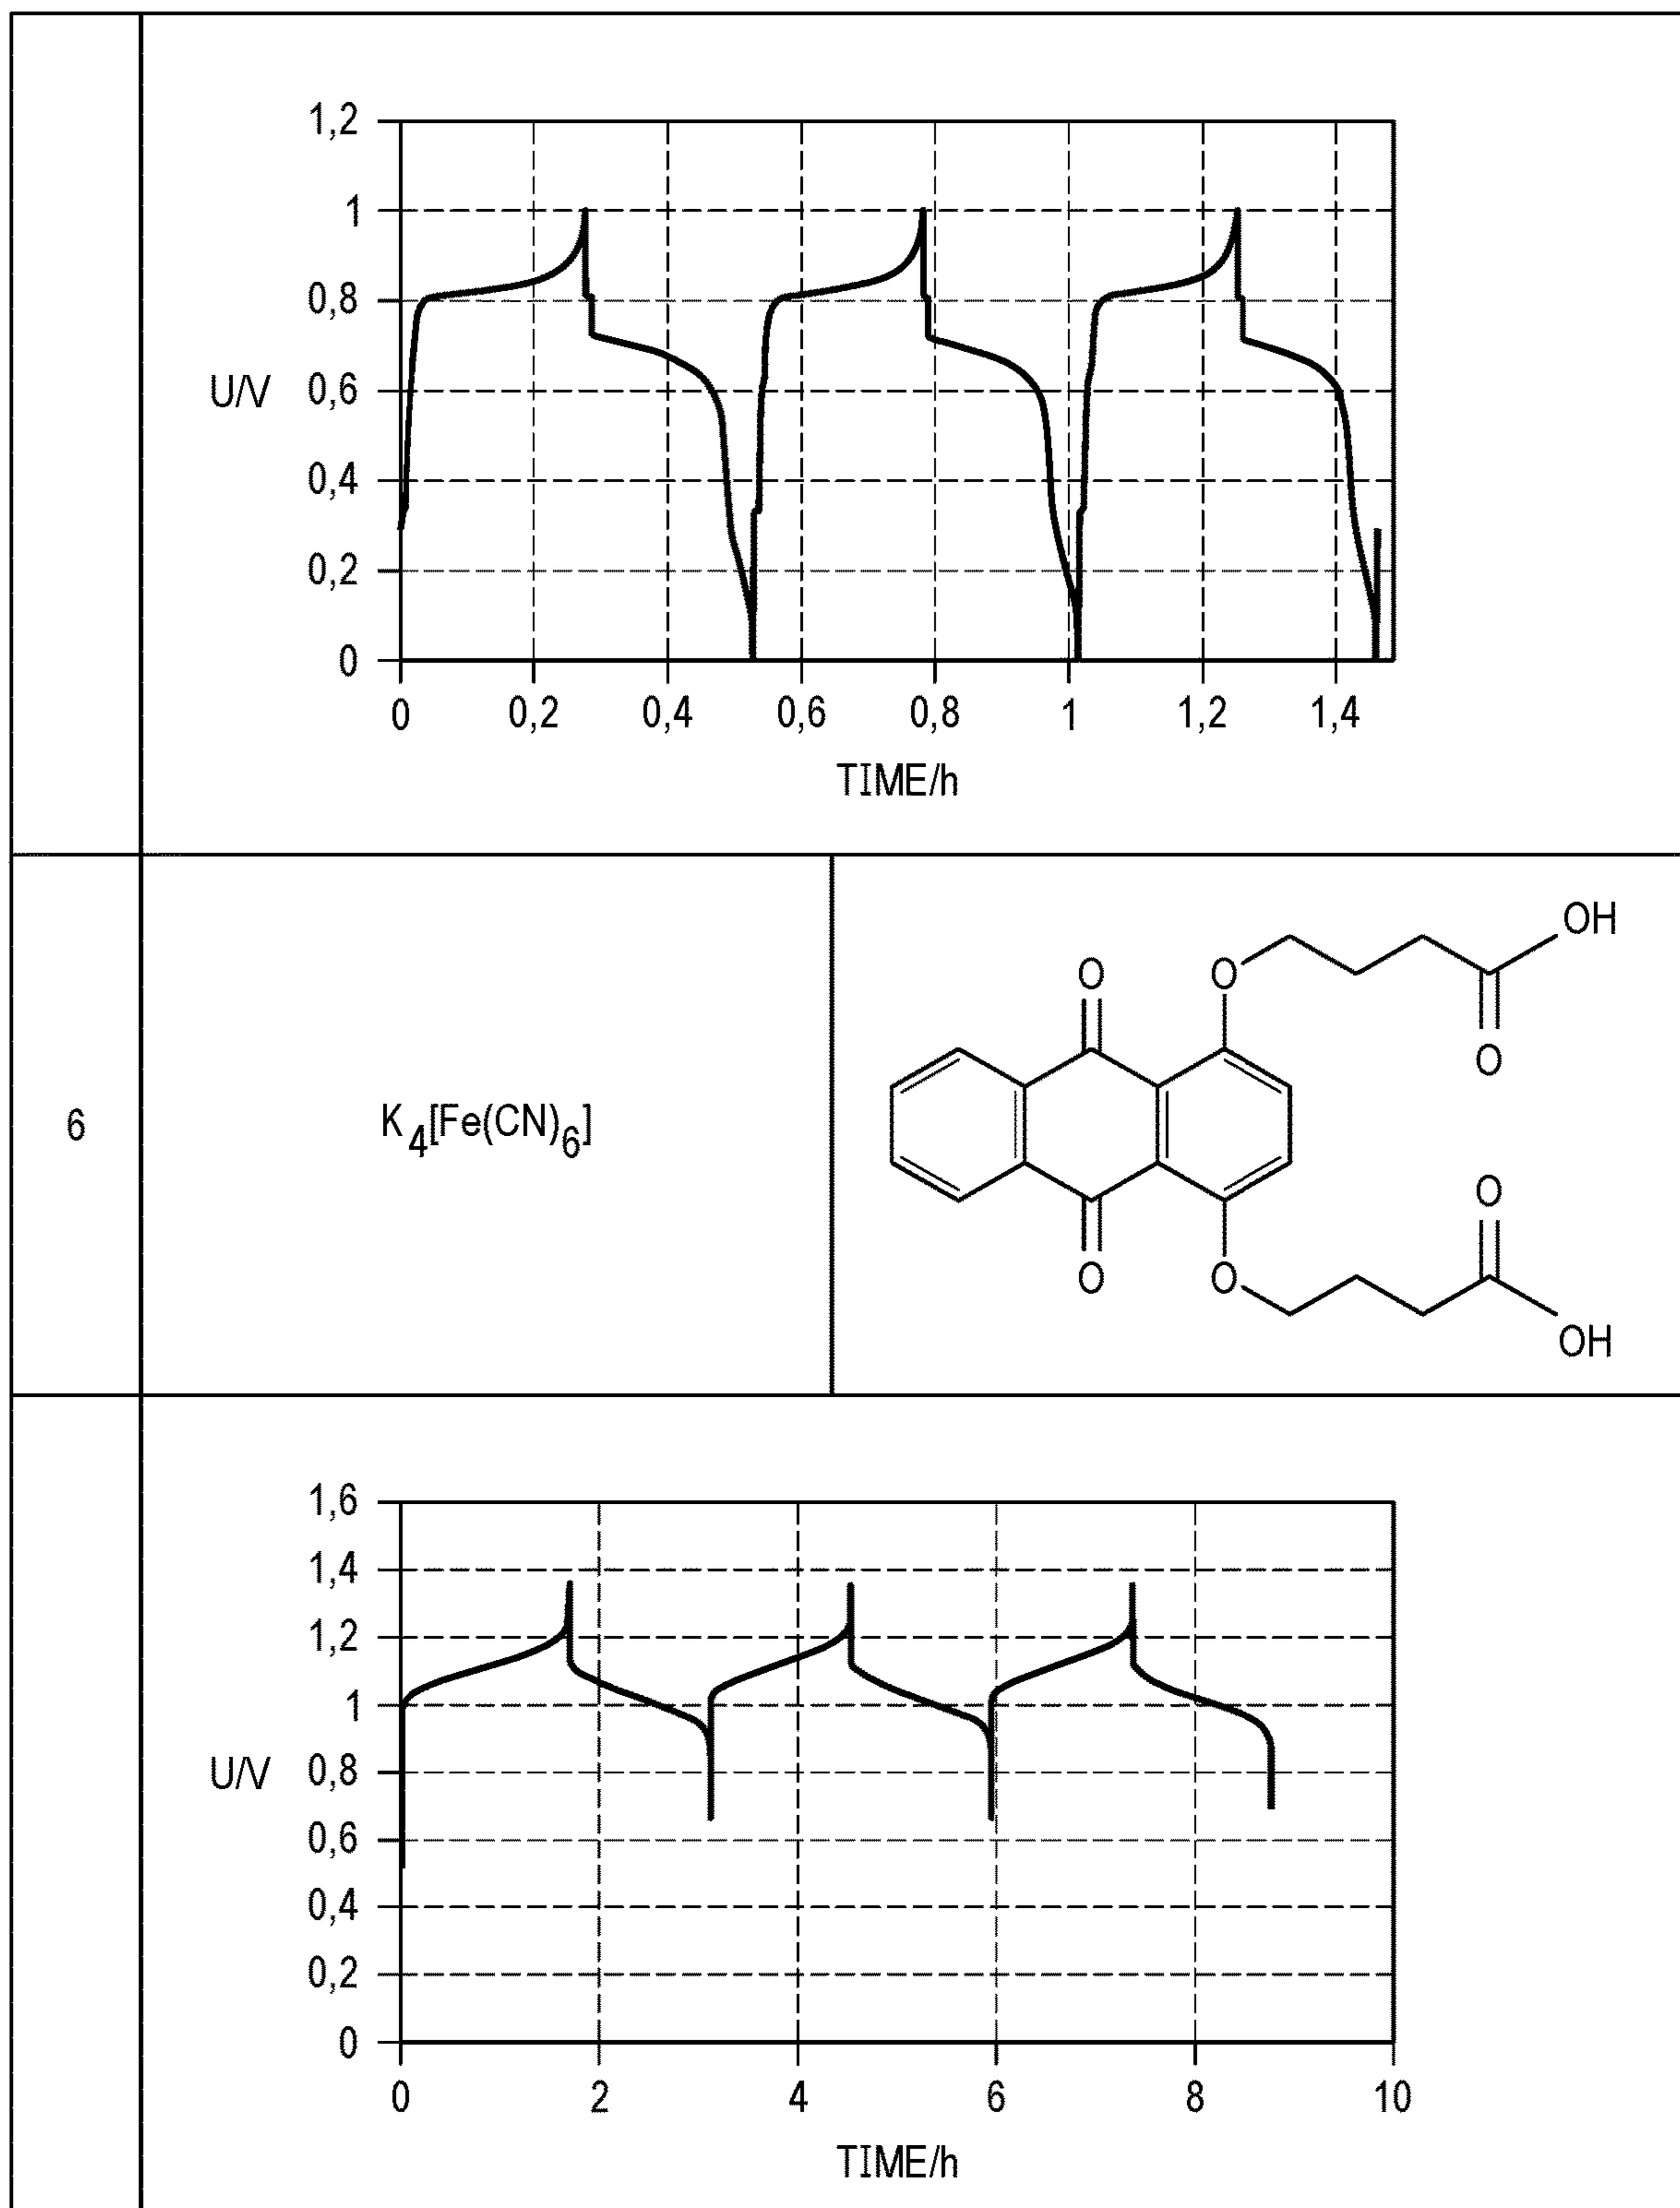 1,2
1
0,8
0,6
0,4
0,2
0
U/V
0 0,2 0,4 0,6 0,8 1 1,2 1,4
TIME/h
6
K4[Fe(CN)6]
OH
O O
O
O
O O
OH
1,6
1,4
1,2
1
0,8
0,6
0,4
0,2
0
U/V
0 2 4 6 8 10
TIME/h